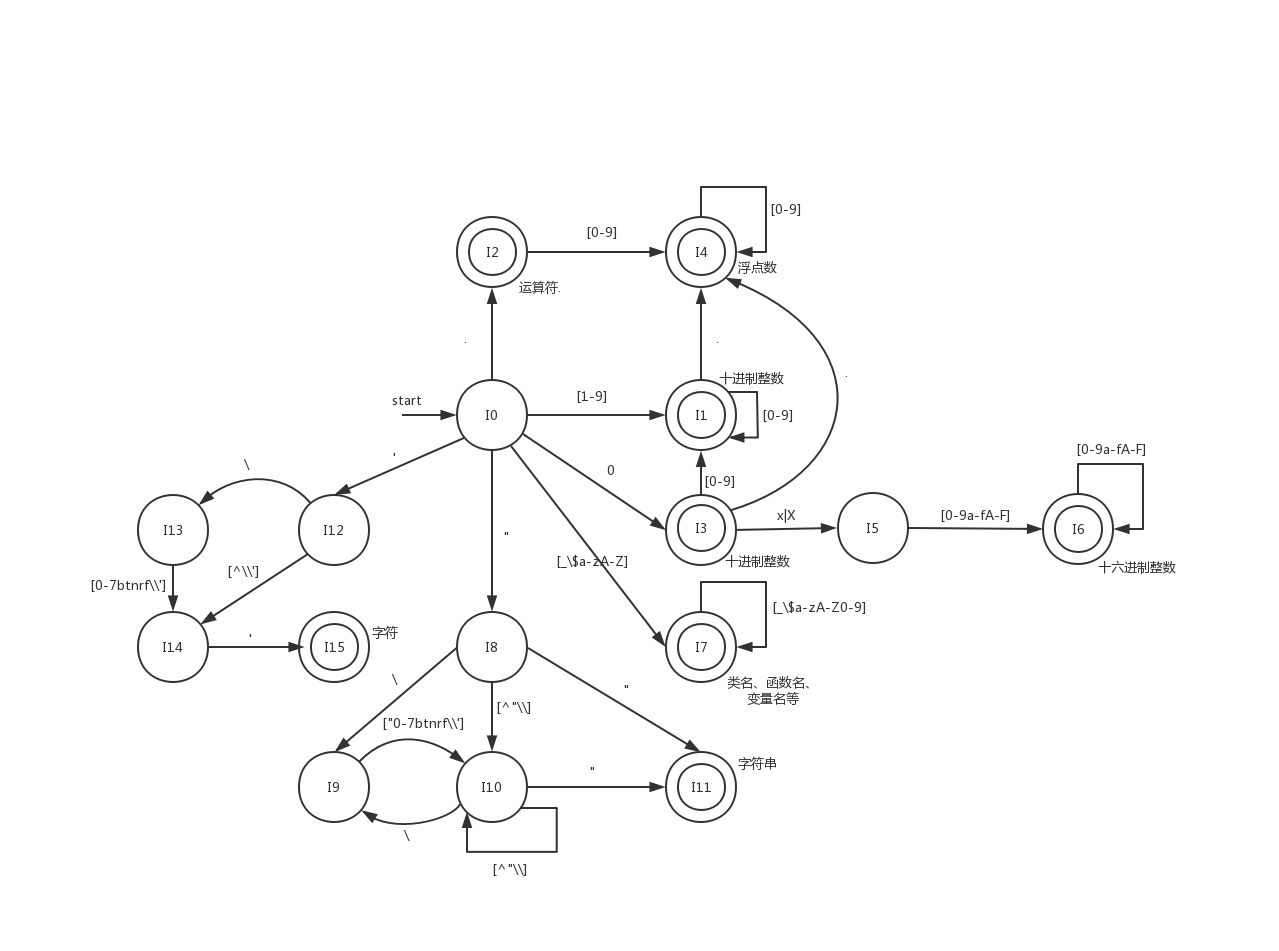 [0-9]
[0-9]
I2
I4
浮点数
运算符.
.
.
十进制整数
.
start
[1-9]
I0
I1
[0-9]
'
[0-9a-fA-F]
\
0
[0-9]
x|X
[0-9a-fA-F]
I13
I12
"
I3
I5
I6
[_\$a-zA-Z]
十进制整数
十六进制整数
[0-7btnrf\\']
[^\\']
[_\$a-zA-Z0-9]
'
字符
I14
I15
I8
I7
\
"
类名、函数名、
变量名等
[^"\\]
["0-7btnrf\\']
字符串
"
I9
I10
I11
\
[^"\\]